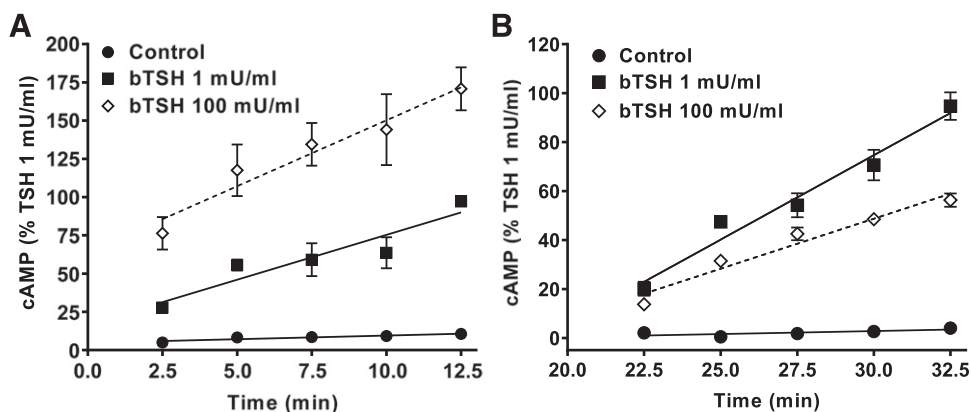 A
cAMP (% TSH 1 mU/ml)
200
175
150
125
100
75
50
25
0
Control
bTSH 1 mU/ml
bTSH 100 mU/ml
0.0 2.5 5.0 7.5 10.0 12.5
Time (min)
B
cAMP (% TSH 1 mU/ml)
120
100
80
60
40
20
0
Control
bTSH 1 mU/ml
bTSH 100 mU/ml
20.0 22.5 25.0 27.5 30.0 32.5
Time (min)